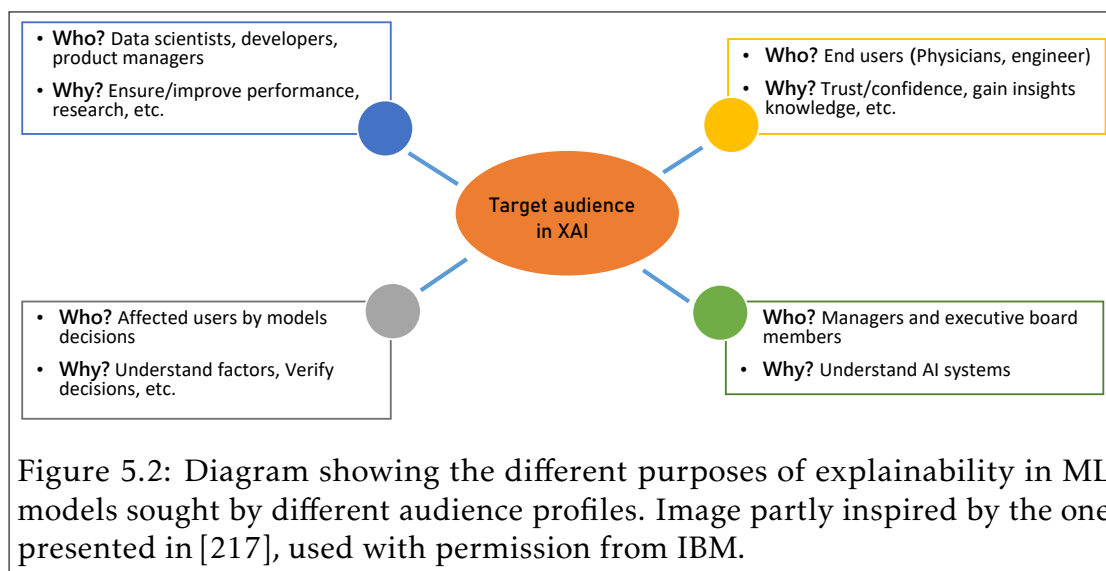 • Who? Data scientists, developers,
product managers
• Why? Ensure/improve performance,
research, etc.
• Who? End users (Physicians, engineer)
• Why? Trust/confidence, gain insights
knowledge, etc.
Target audience
in XAI
• Who? Affected users by models
decisions
• Why? Understand factors, Verify
decisions, etc.
• Who? Managers and executive board
members
• Why? Understand AI systems
Figure 5.2: Diagram showing the different purposes of explainability in ML
models sought by different audience profiles. Image partly inspired by the one
presented in [217], used with permission from IBM.